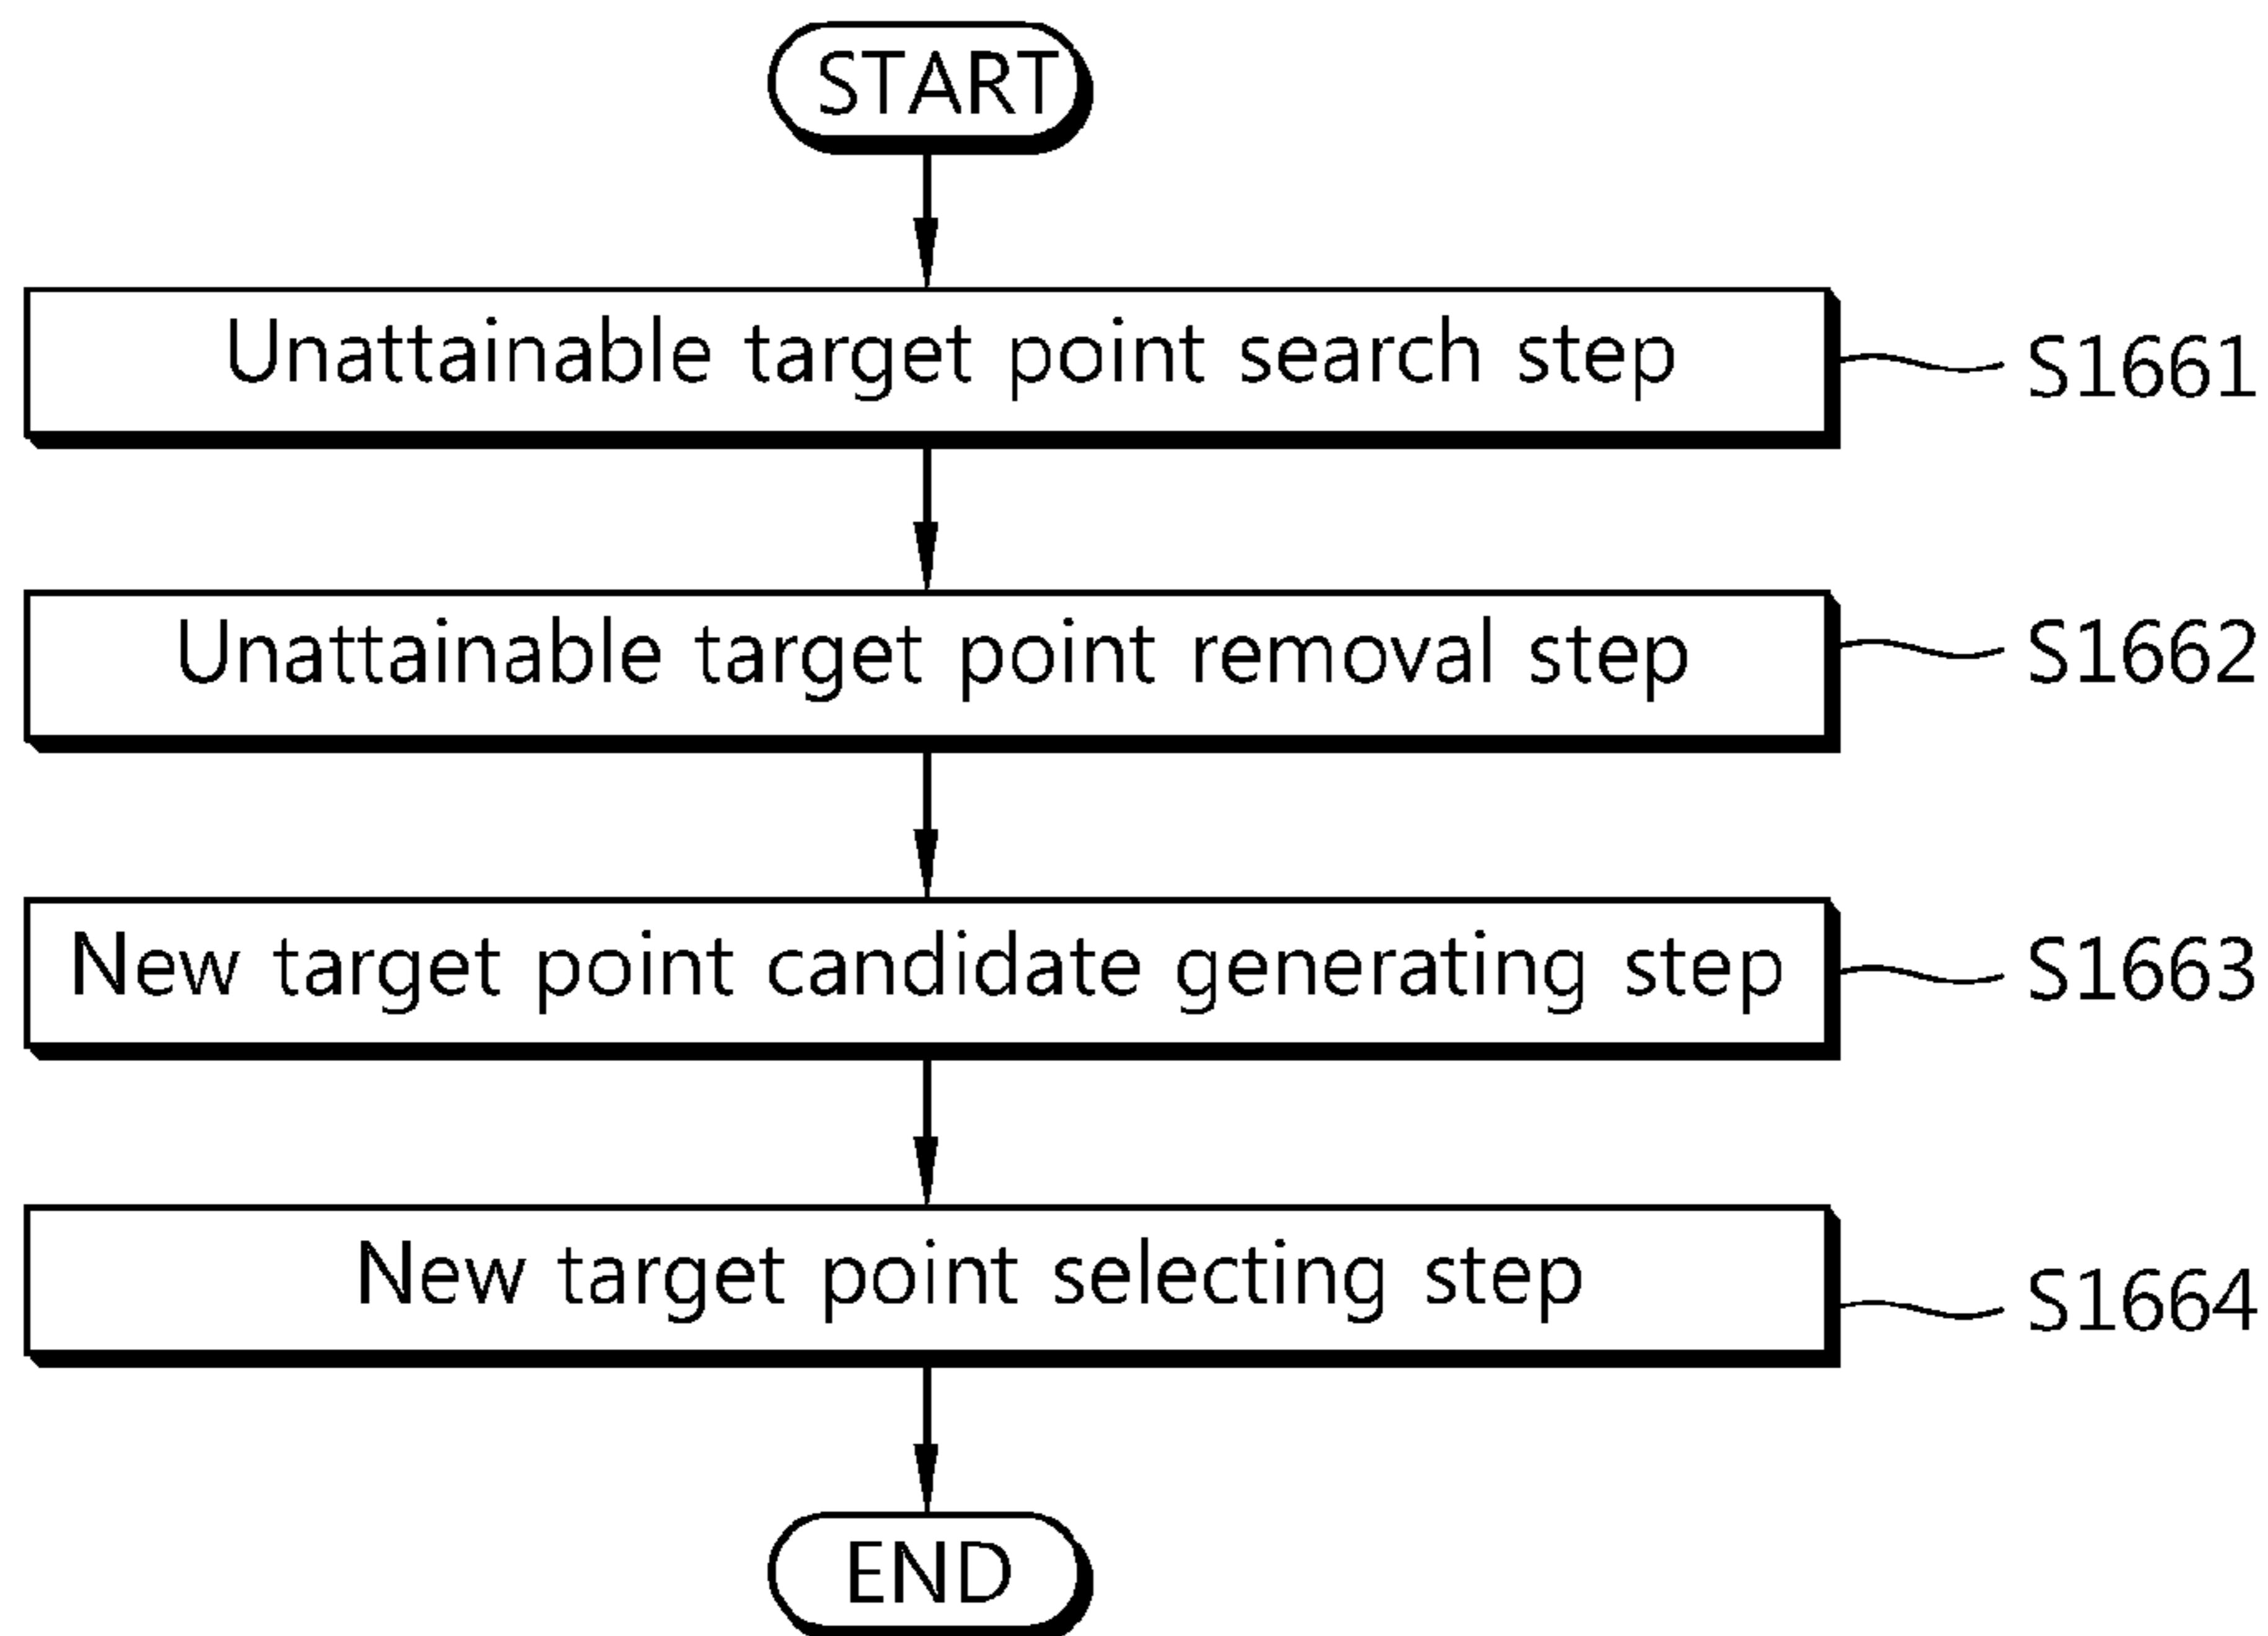 START
Unattainable target point search step
S1661
Unattainable target point removal step
S1662
New target point candidate generating step
S1663
New target point selecting step
S1664
END